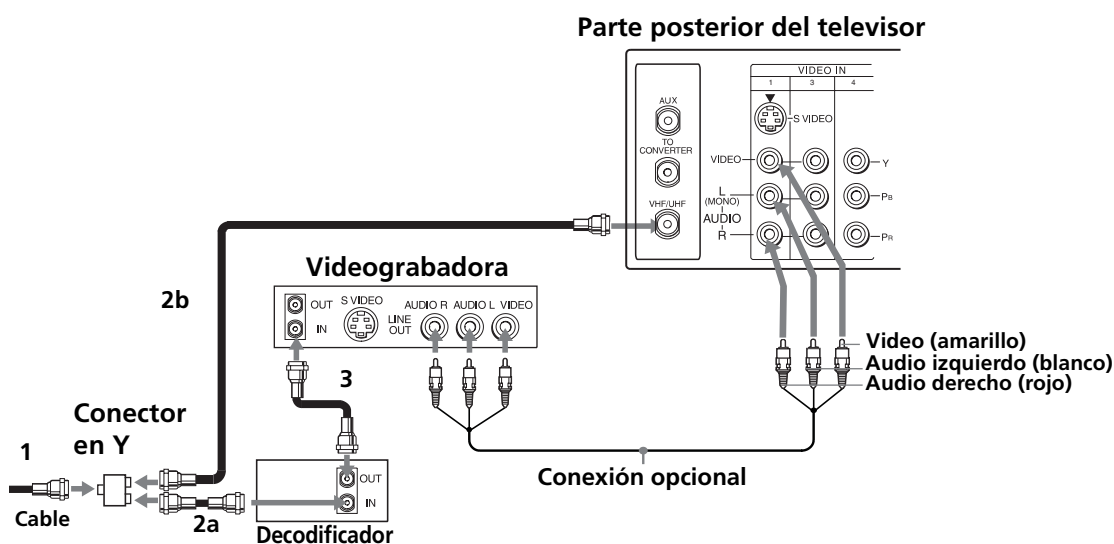 Parte posterior del televisor
VIDEO IN
1 3 4
AUX
S VIDEO
TO
CONVERTER
VIDEO
Y
L
(MONO)
PB
VHF/UHF
AUDIO
R
PR
Videograbadora
2b
OUT
S VIDEO
AUDIO R AUDIO L VIDEO
IN
LINE
OUT
Video (amarillo)
Audio izquierdo (blanco)
Audio derecho (rojo)
3
Conector
en Y
1
Conexión opcional
OUT
IN
Cable
2a
Decodificador